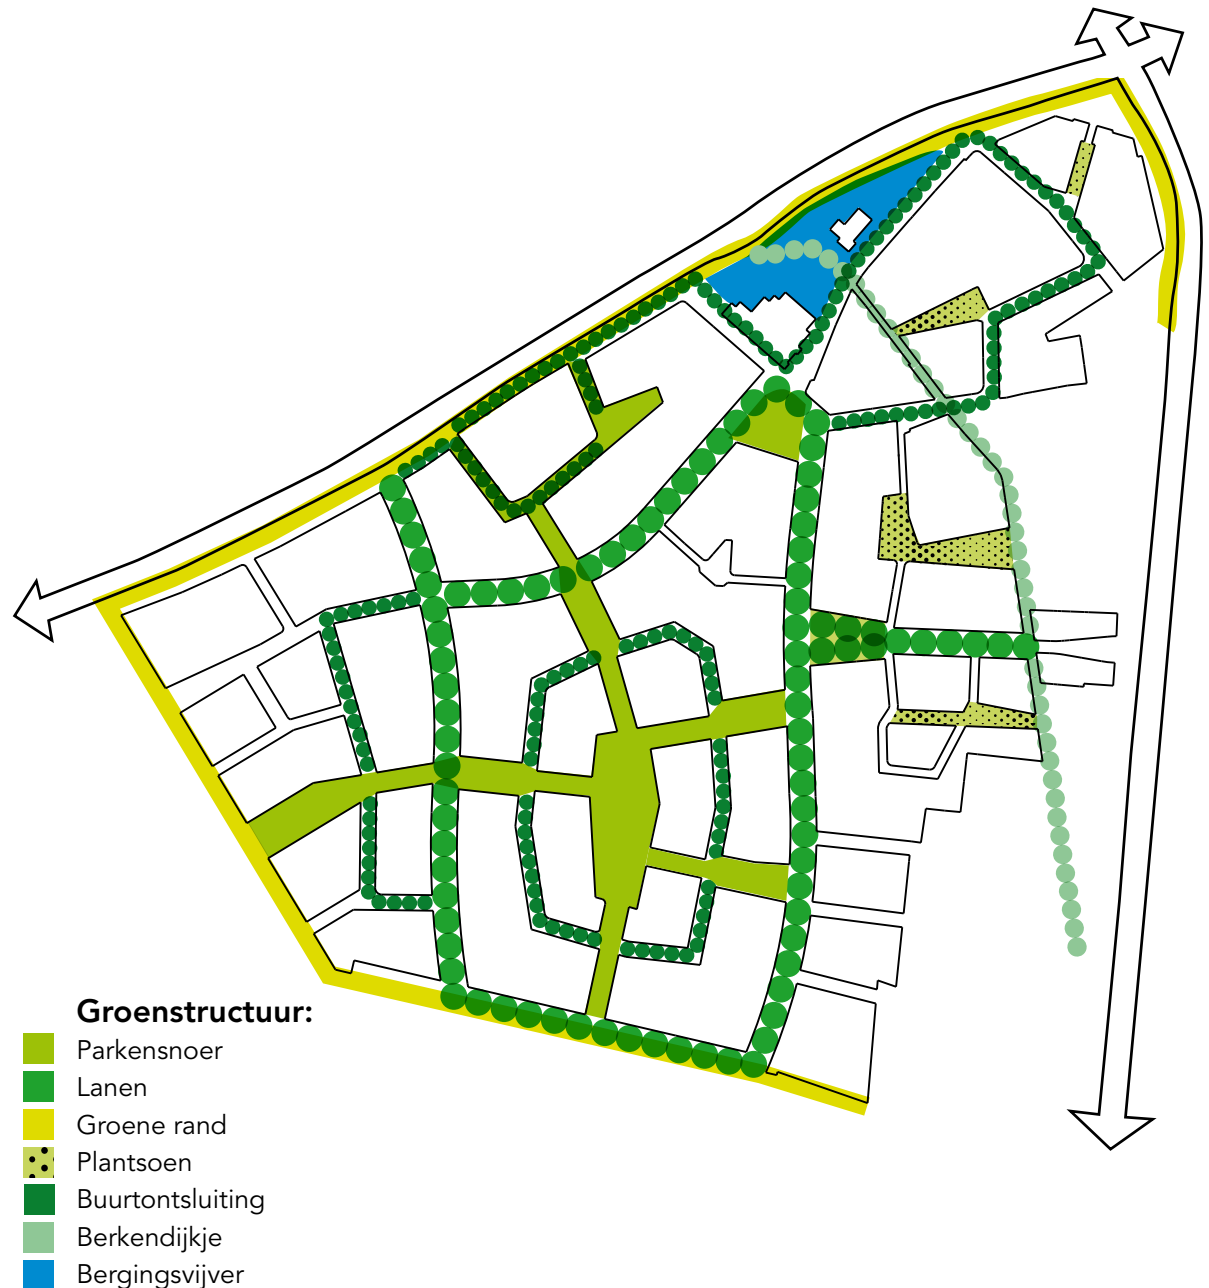 Groenstructuur:
Parkensnoer
Lanen
Groene rand
Plantsoen
Buurtontsluiting
Berkendijkje
Bergingsvijver